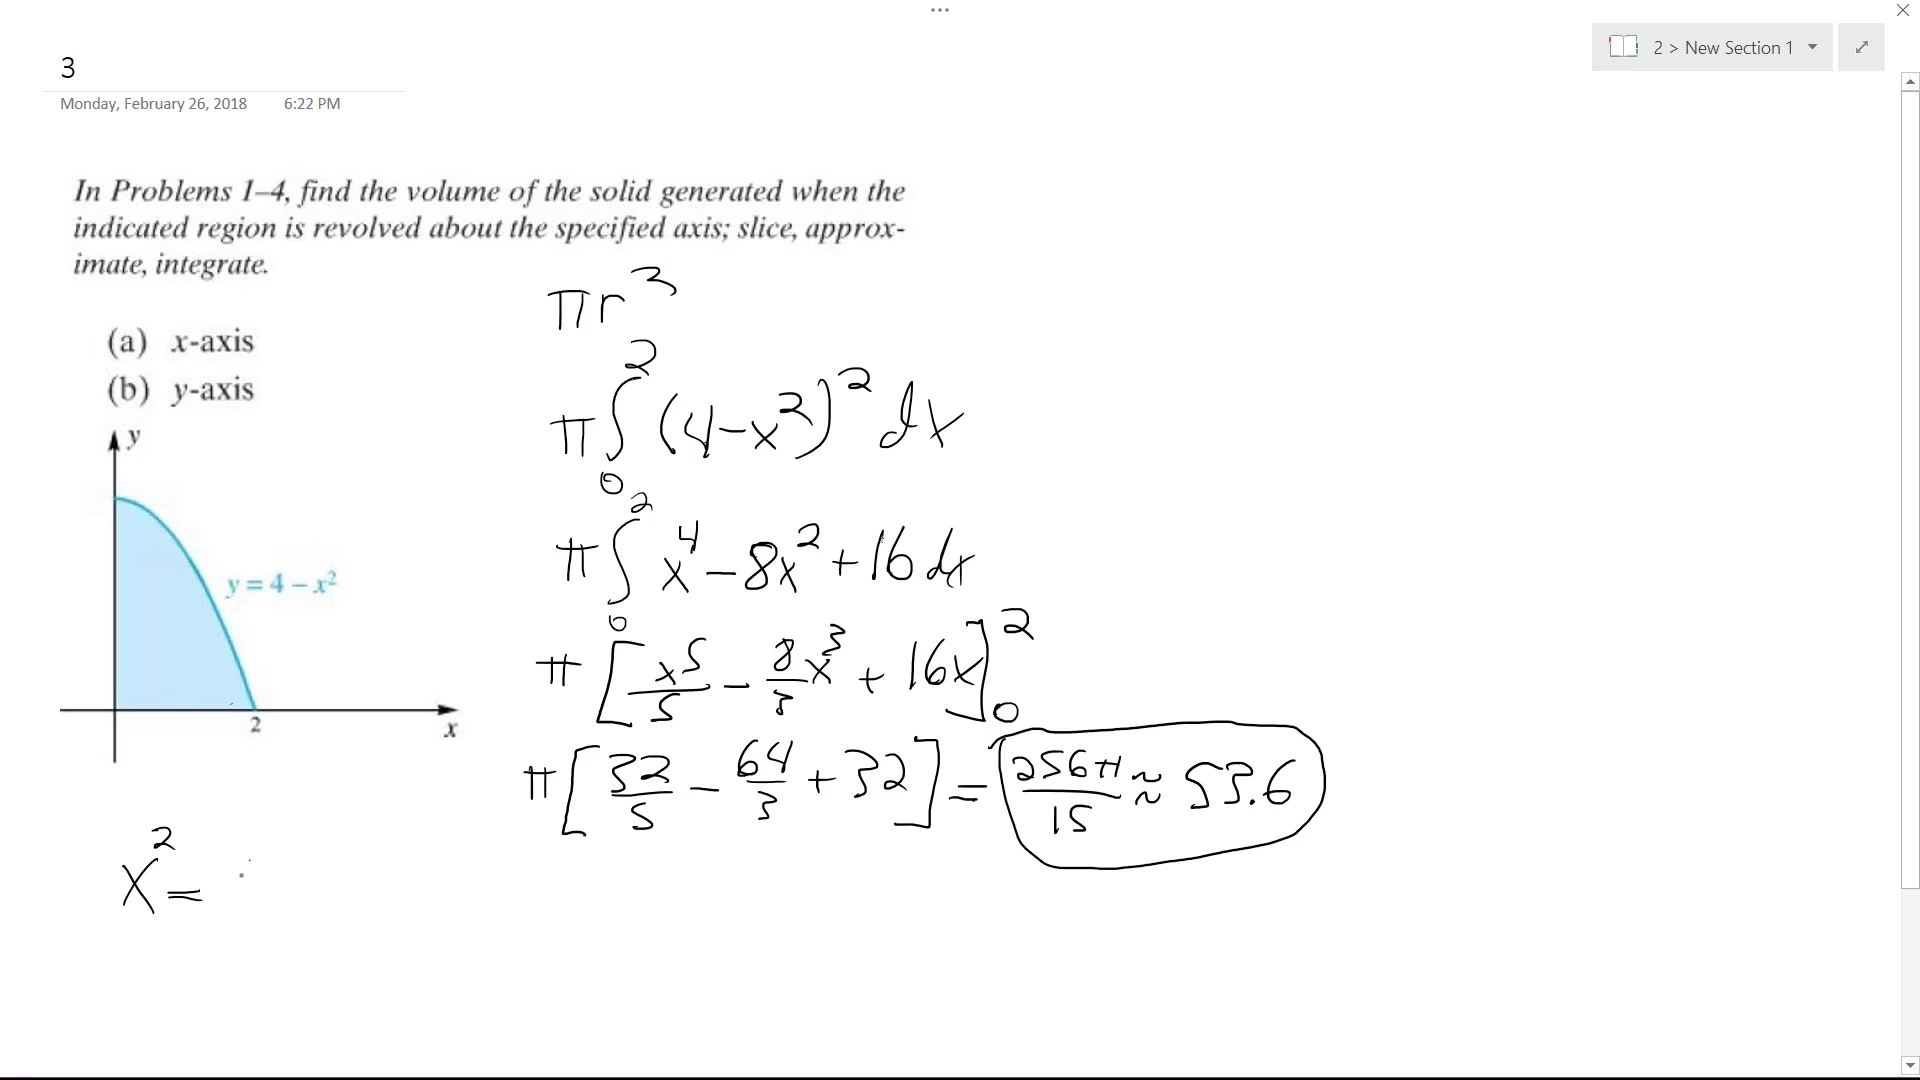 2 > New Section 1
3
Monday, February 26, 2018 6:22 PM
In Problems 1–4, find the volume of the solid generated when the
indicated region is revolved about the specified axis; slice, approx-
imate, integrate.
(a) x-axis
(b) y-axis
y
y = 4 – x²
2
x
πr²
π∫₀² (4-x²)² dx
π∫₀² x⁴ - 8x² + 16 dx
π[x⁵/5 - 8/3 x³ + 16x]₀²
π[32/5 - 64/3 + 32] = 256π/15 ≈ 53.6
x² =